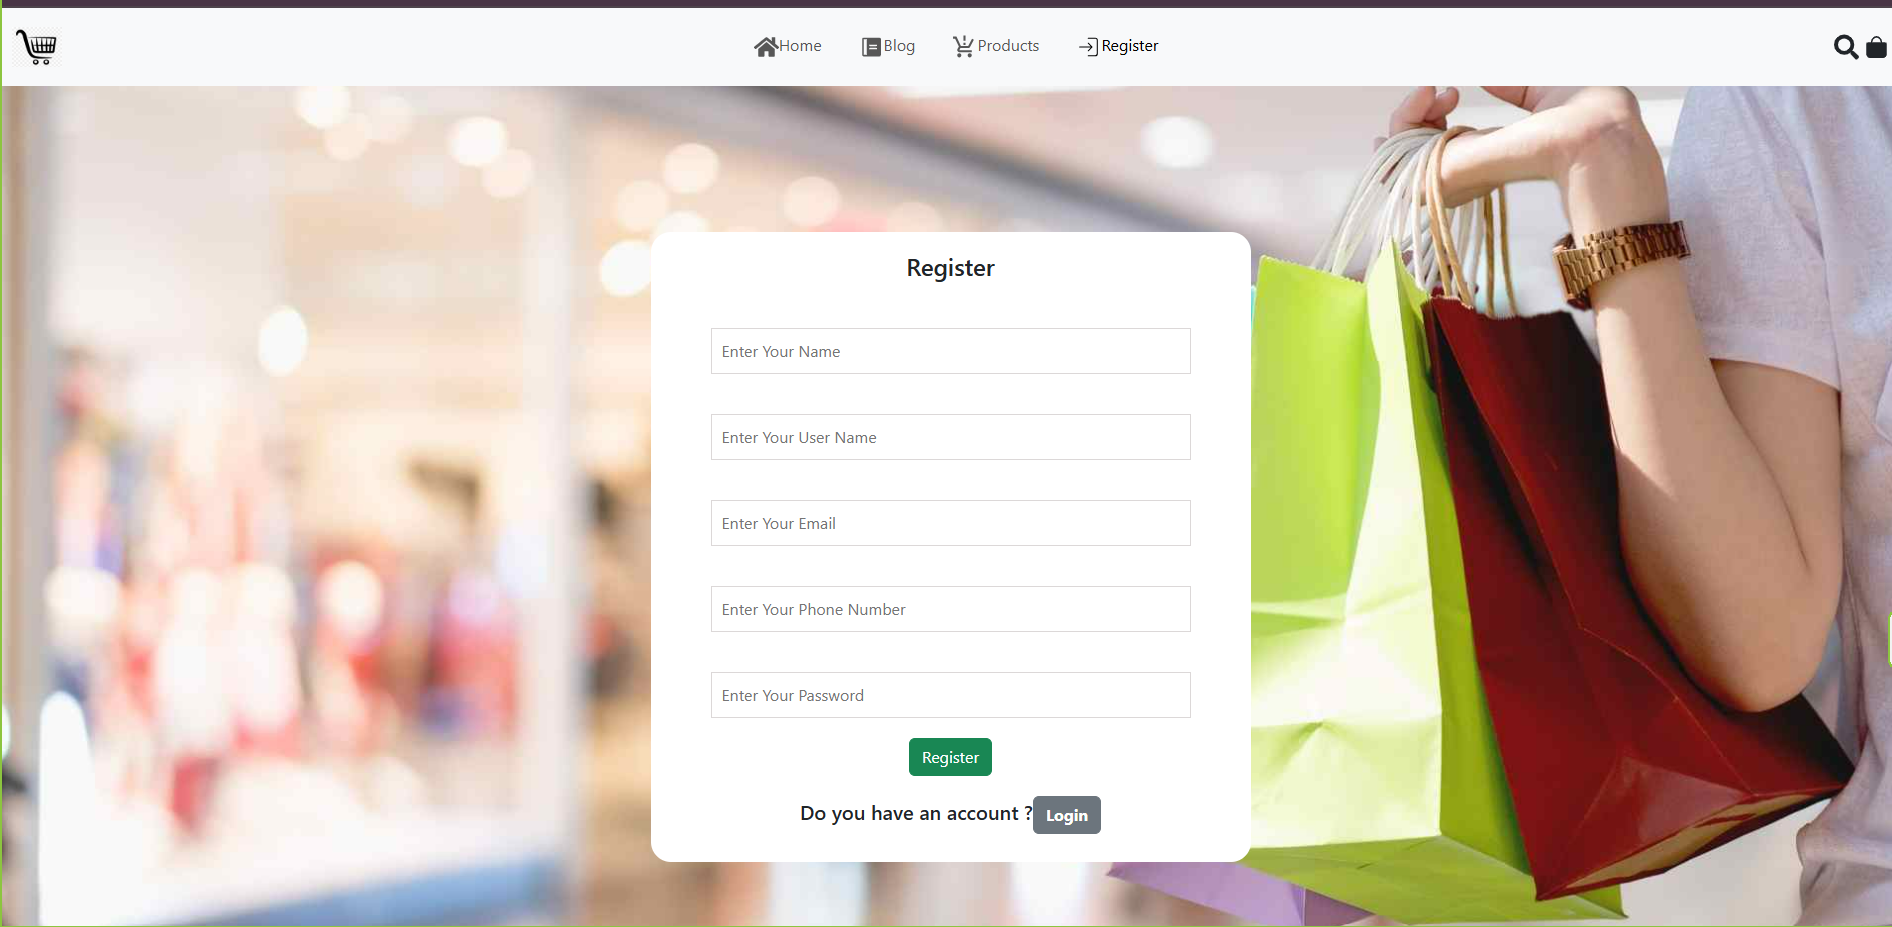 Home Blog Products Register
Register
Enter Your Name
Enter Your User Name
Enter Your Email
Enter Your Phone Number
Enter Your Password
Register
Do you have an account ? Login